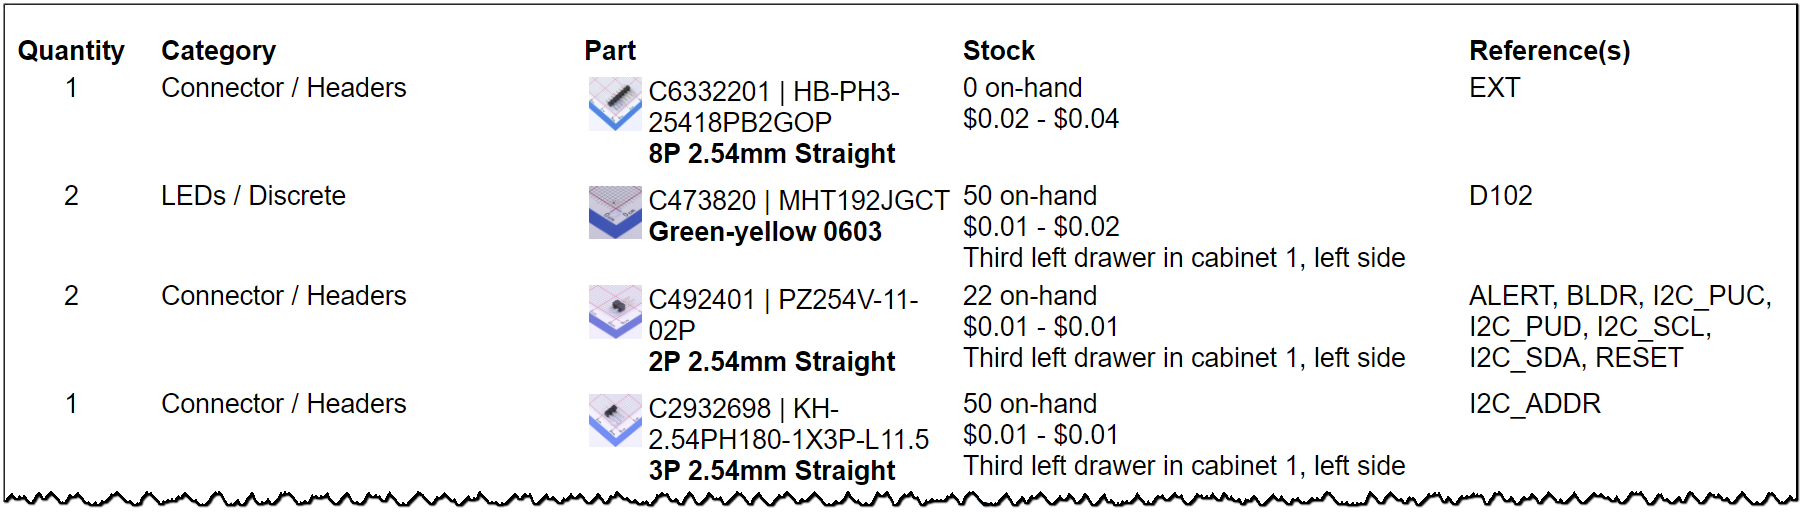 Quantity Category Part Stock Reference(s)
1 Connector / Headers C6332201 | HB-PH3- 0 on-hand EXT
25418PB2GOP $0.02 - $0.04
8P 2.54mm Straight
2 LEDs / Discrete C473820 | MHT192JGCT 50 on-hand D102
Green-yellow 0603 $0.01 - $0.02
Third left drawer in cabinet 1, left side
2 Connector / Headers C492401 | PZ254V-11- 22 on-hand ALERT, BLDR, I2C_PUC,
02P $0.01 - $0.01 I2C_PUD, I2C_SCL,
2P 2.54mm Straight Third left drawer in cabinet 1, left side I2C_SDA, RESET
1 Connector / Headers C2932698 | KH- 50 on-hand I2C_ADDR
2.54PH180-1X3P-L11.5 $0.01 - $0.01
3P 2.54mm Straight Third left drawer in cabinet 1, left side